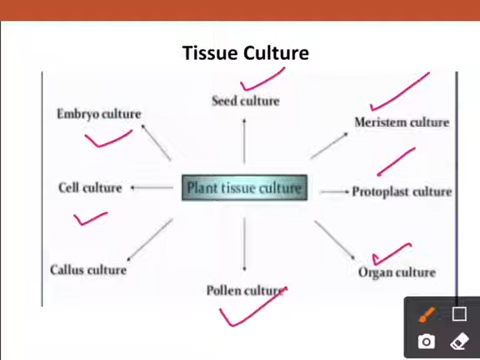 Tissue Culture
Seed culture
Embryo culture
Meristem culture
Cell culture
Plant tissue culture
Protoplast culture
Callus culture
Organ culture
Pollen culture